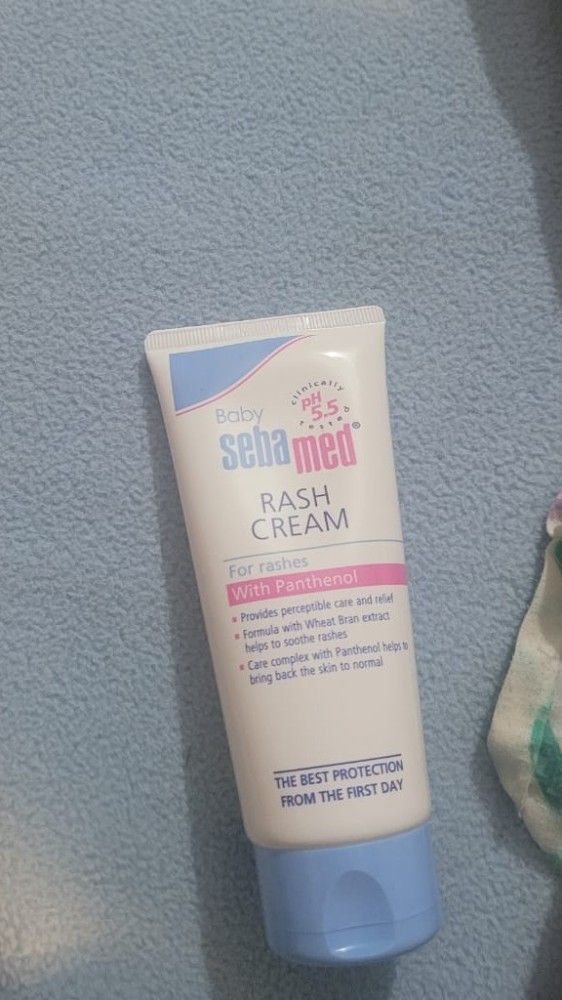 clinically
pH
5.5
tested
Baby
sebamed®
RASH
CREAM
For rashes
With Panthenol
▪ Provides perceptible care and relief
▪ Formula with Wheat Bran extract
helps to soothe rashes
▪ Care complex with Panthenol helps to
bring back the skin to normal
THE BEST PROTECTION
FROM THE FIRST DAY